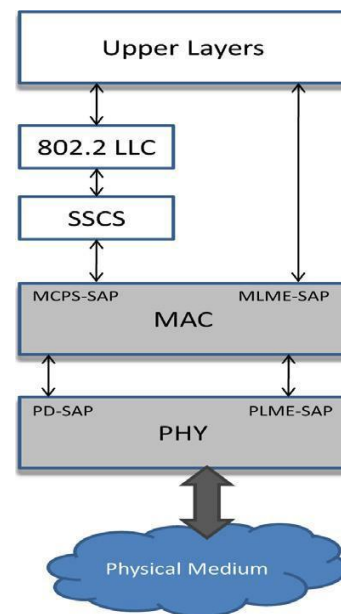 Upper Layers
802.2 LLC
SSCS
MCPS-SAP MLME-SAP
MAC
PD-SAP PLME-SAP
PHY
Physical Medium